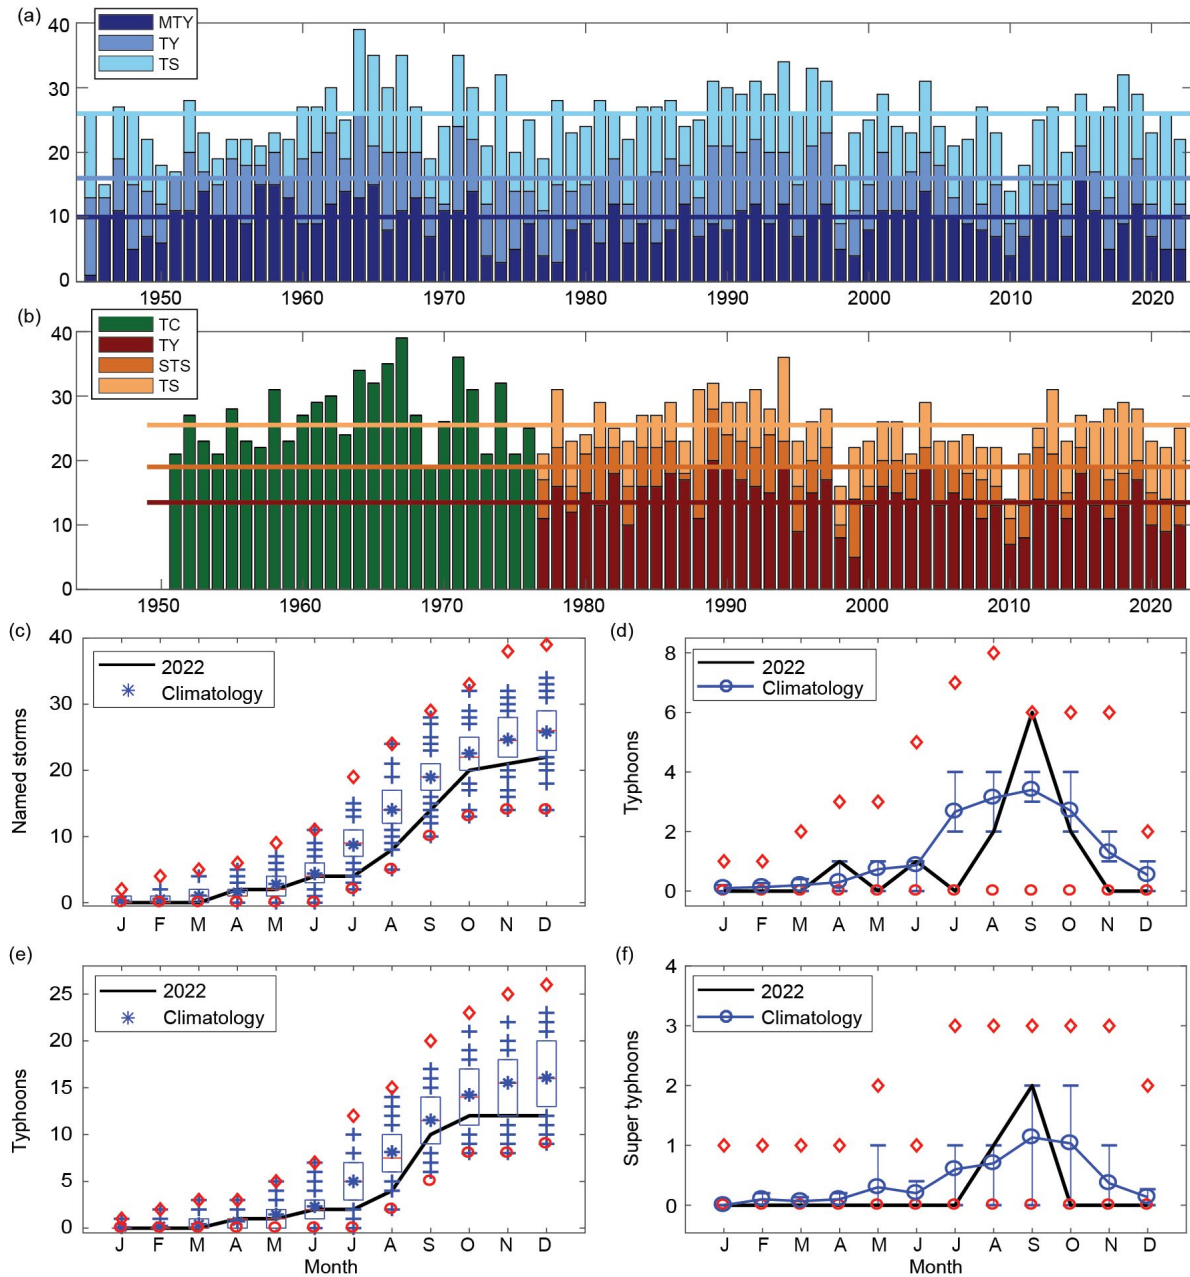 (a)
MTY
TY
TS
40
30
20
10
0
1950 1960 1970 1980 1990 2000 2010 2020
(b)
TC
TY
STS
TS
40
30
20
10
0
1950 1960 1970 1980 1990 2000 2010 2020
(c)
2022
Climatology
Named storms
40
30
20
10
0
J F M A M J J A S O N D
(d)
2022
Climatology
Typhoons
8
6
4
2
0
J F M A M J J A S O N D
(e)
2022
Climatology
Typhoons
25
20
15
10
5
0
J F M A M J J A S O N D
Month
(f)
2022
Climatology
Super typhoons
4
3
2
1
0
J F M A M J J A S O N D
Month